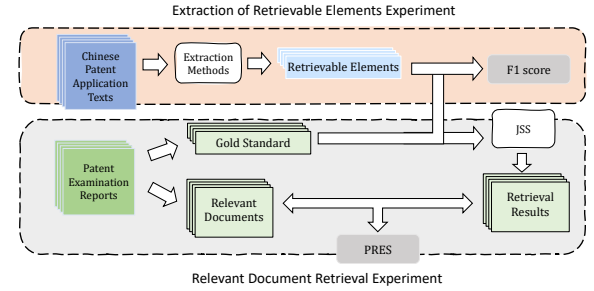 Extraction of Retrievable Elements Experiment
Chinese
Patent
Application
Texts
Extraction
Methods
Retrievable Elements
F1 score
Patent
Examination
Reports
Gold Standard
JSS
Relevant
Documents
Retrieval
Results
PRES
Relevant Document Retrieval Experiment